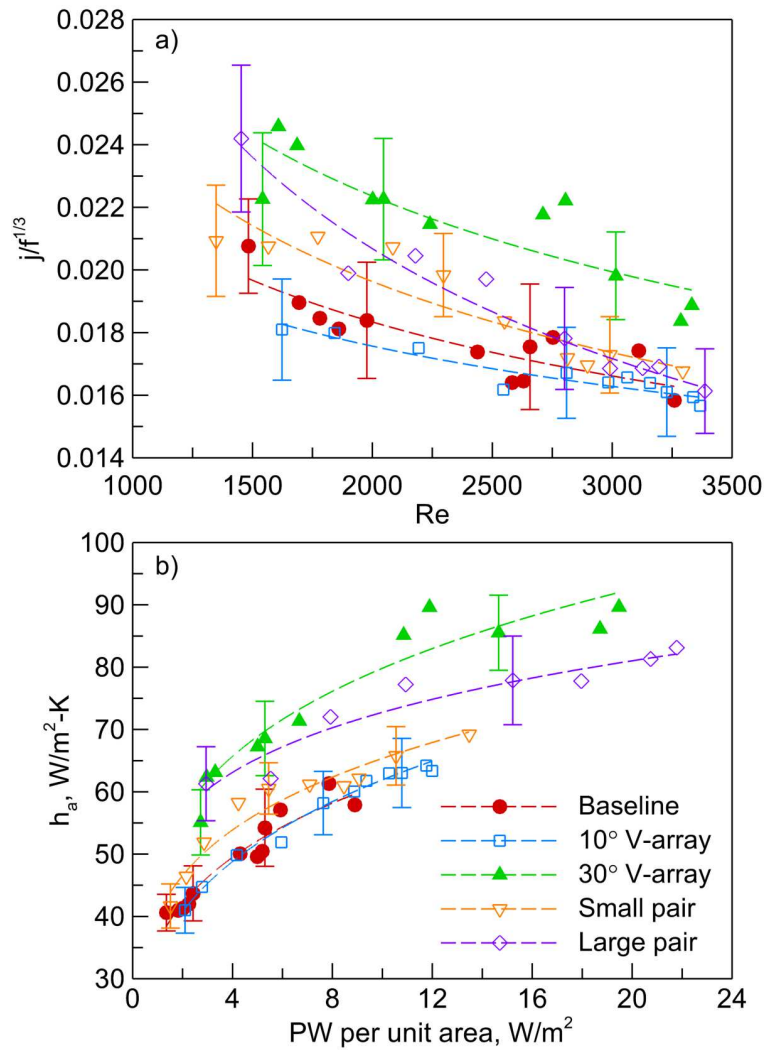 0.028
a)
0.026
0.024
0.022
j/f^1/3
0.020
0.018
0.016
0.014
1000 1500 2000 2500 3000 3500
Re
100
b)
90
80
70
hₐ, W/m²-K
60
50
40
30
Baseline
10° V-array
30° V-array
Small pair
Large pair
0 4 8 12 16 20 24
PW per unit area, W/m²